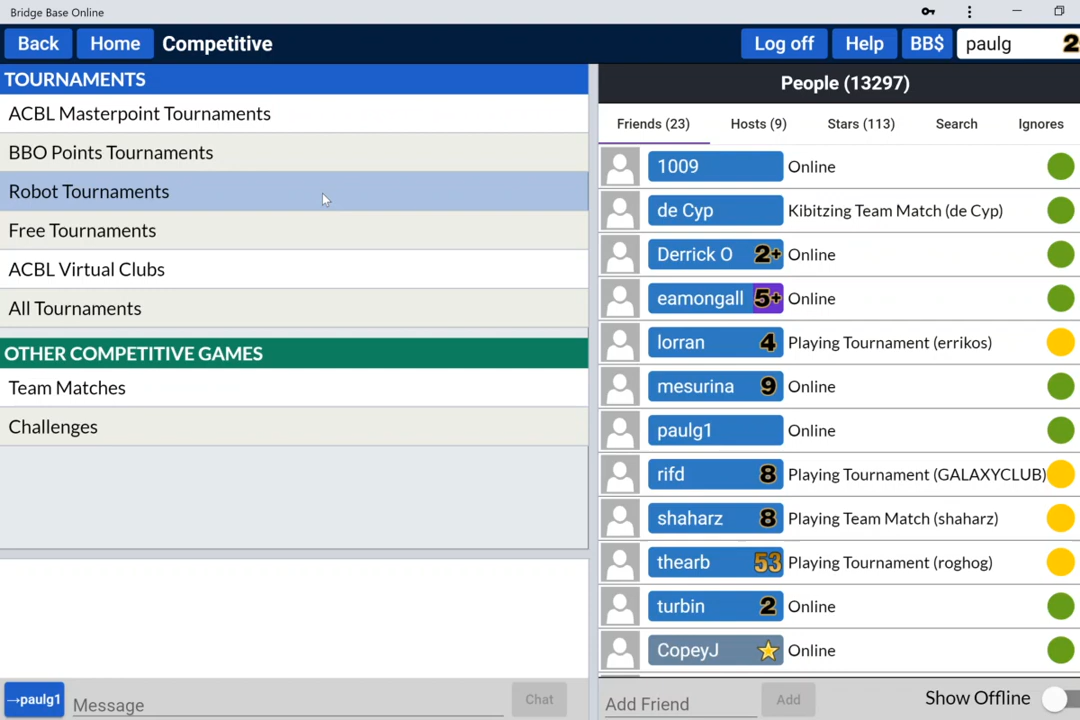 Bridge Base Online
Back Home Competitive Log off Help BB$ paulg 2
TOURNAMENTS
ACBL Masterpoint Tournaments
BBO Points Tournaments
Robot Tournaments
Free Tournaments
ACBL Virtual Clubs
All Tournaments
OTHER COMPETITIVE GAMES
Team Matches
Challenges
→paulg1 Message Chat
People (13297)
Friends (23) Hosts (9) Stars (113) Search Ignores
1009 Online
de Cyp Kibitzing Team Match (de Cyp)
Derrick O 2+ Online
eamongall 5+ Online
lorran 4 Playing Tournament (errikos)
mesurina 9 Online
paulg1 Online
rifd 8 Playing Tournament (GALAXYCLUB)
shaharz 8 Playing Team Match (shaharz)
thearb 53 Playing Tournament (roghog)
turbin 2 Online
CopeyJ Online
Add Friend Add Show Offline